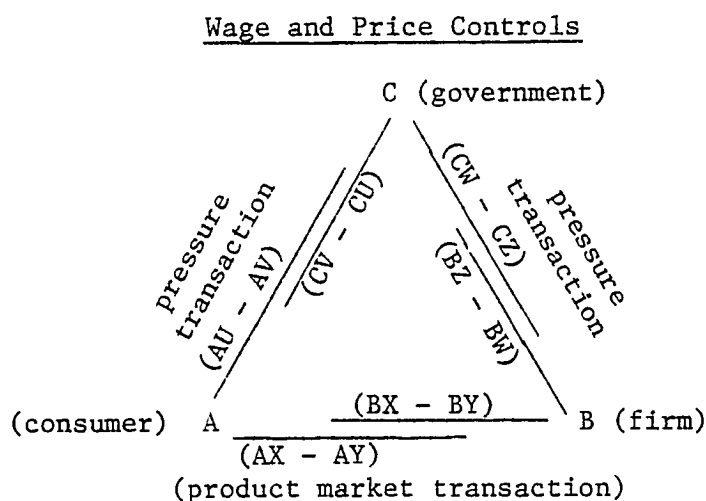 Wage and Price Controls
C (government)
pressure
transaction
(AU - AV)
(CV - CU)
(CW - CZ)
(BZ - BW)
pressure
transaction
(BX - BY)
(consumer) A
B (firm)
(AX - AY)
(product market transaction)